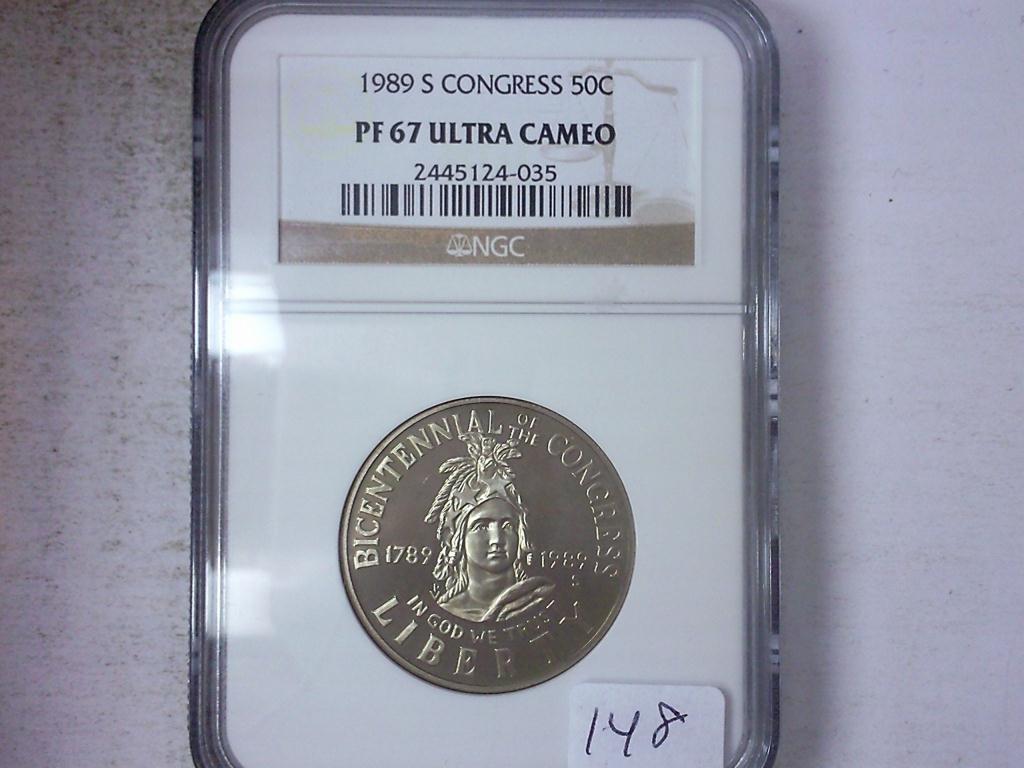 1989 S CONGRESS 50C
PF 67 ULTRA CAMEO
2445124-035
NGC
BICENTENNIAL OF THE CONGRESS
1789 1989
S
IN GOD WE TRUST
LIBERTY
148